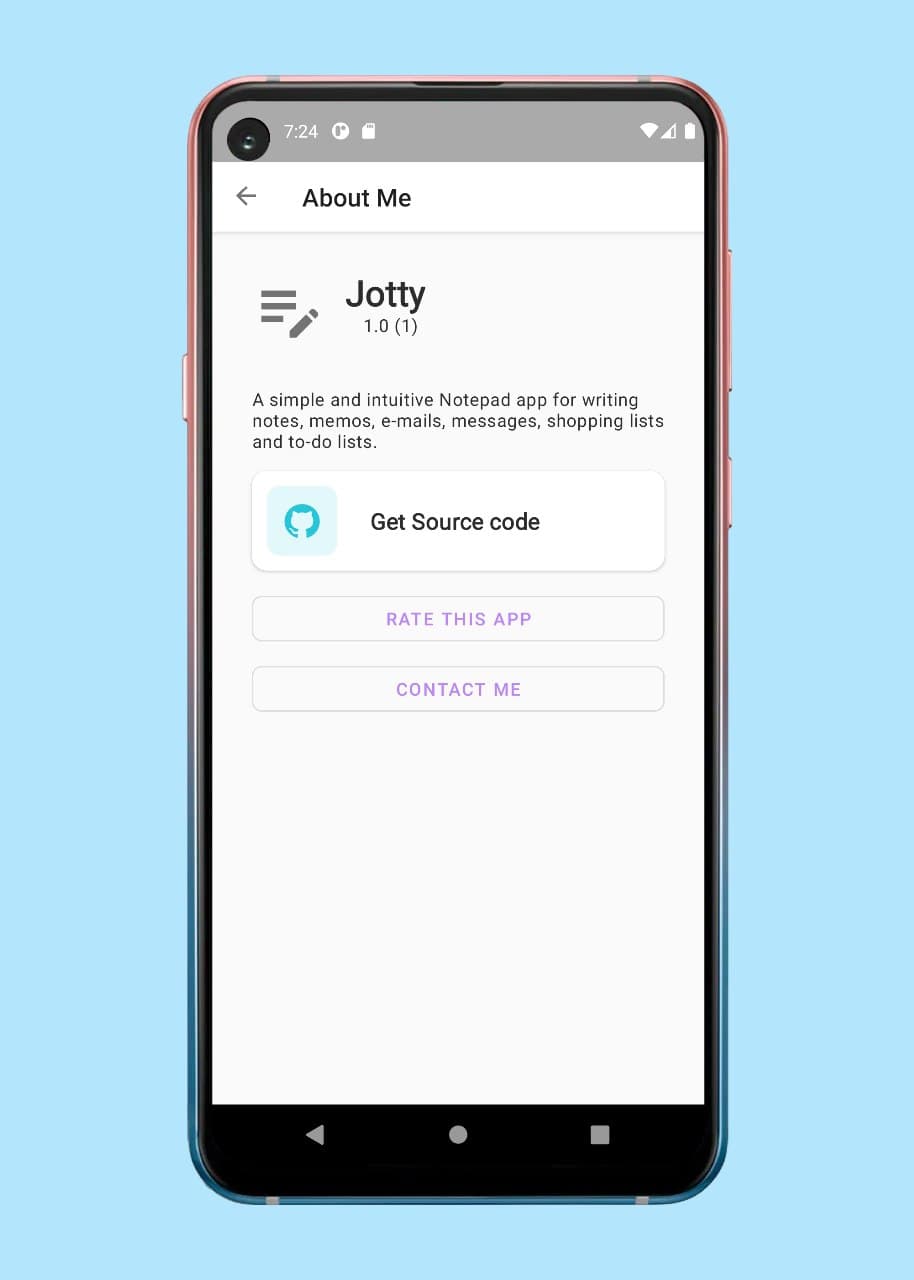 7:24
About Me
Jotty
1.0 (1)
A simple and intuitive Notepad app for writing
notes, memos, e-mails, messages, shopping lists
and to-do lists.
Get Source code
RATE THIS APP
CONTACT ME